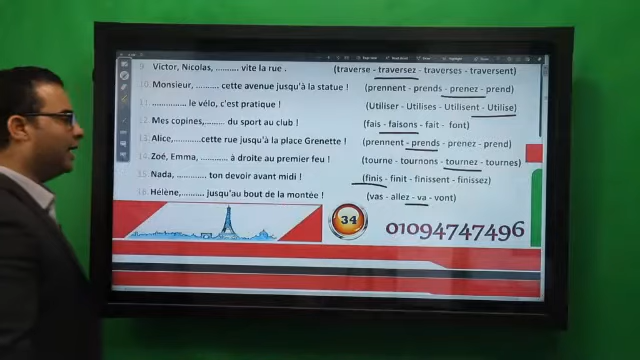 9. Victor, Nicolas, .......... vite la rue . (traverse - traversez - traverses - traversent)
10. Monsieur, ......... cette avenue jusqu'à la statue ! (prennent - prends - prenez - prend)
11. ............... le vélo, c'est pratique ! (Utiliser - Utilises - Utilisent - Utilise)
12. Mes copines, .......... du sport au club ! (fais - faisons - fait - font)
13. Alice,...........cette rue jusqu'à la place Grenette ! (prennent - prends - prenez - prend)
14. Zoé, Emma, ........... à droite au premier feu ! (tourne - tournons - tournez - tournes)
15. Nada, ............ ton devoir avant midi ! (finis - finit - finissent - finissez)
18. Hélène,.......... jusqu'au bout de la montée ! (vas - allez - va - vont)
34
01094747496